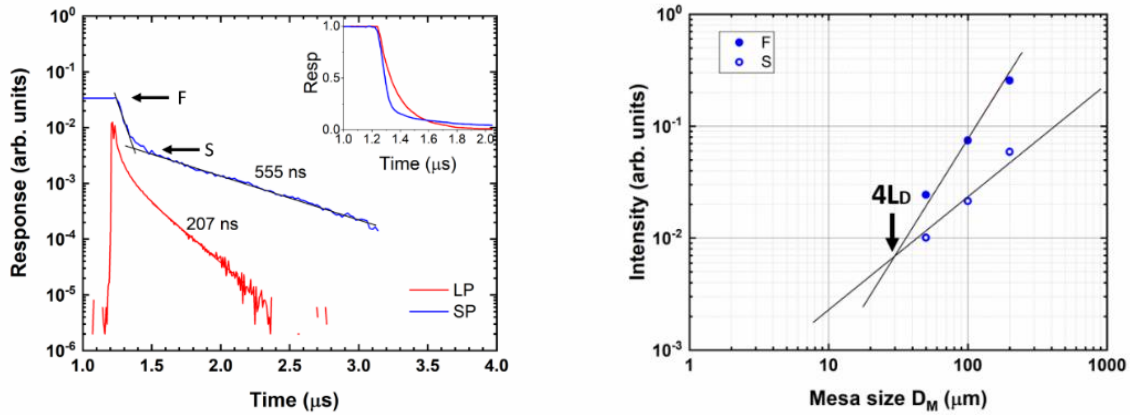 10⁰
10⁻¹
10⁻²
10⁻³
10⁻⁴
10⁻⁵
10⁻⁶
Response (arb. units)
1.0
1.5
2.0
2.5
3.0
3.5
4.0
Time (μs)
F
S
555 ns
207 ns
LP
SP
1.0
0.5
0.0
Resp
1.0 1.2 1.4 1.6 1.8 2.0
Time (μs)
10⁰
10⁻¹
10⁻²
10⁻³
Intensity (arb. units)
F
S
4LD
1
10
100
1000
Mesa size DM (μm)